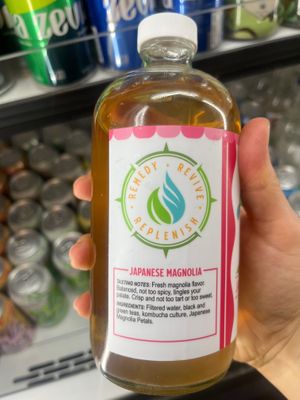 zevi
REMEDY · REVIVE
REPLENISH
JAPANESE MAGNOLIA
TASTING NOTES: Fresh magnolia flavor.
not too spicy, tingles your
palate. Crisp and not too tart or too sweet.
INGREDIENTS: Filtered water, black and
green teas, kombucha culture, Japanese
Magnolia Petals.